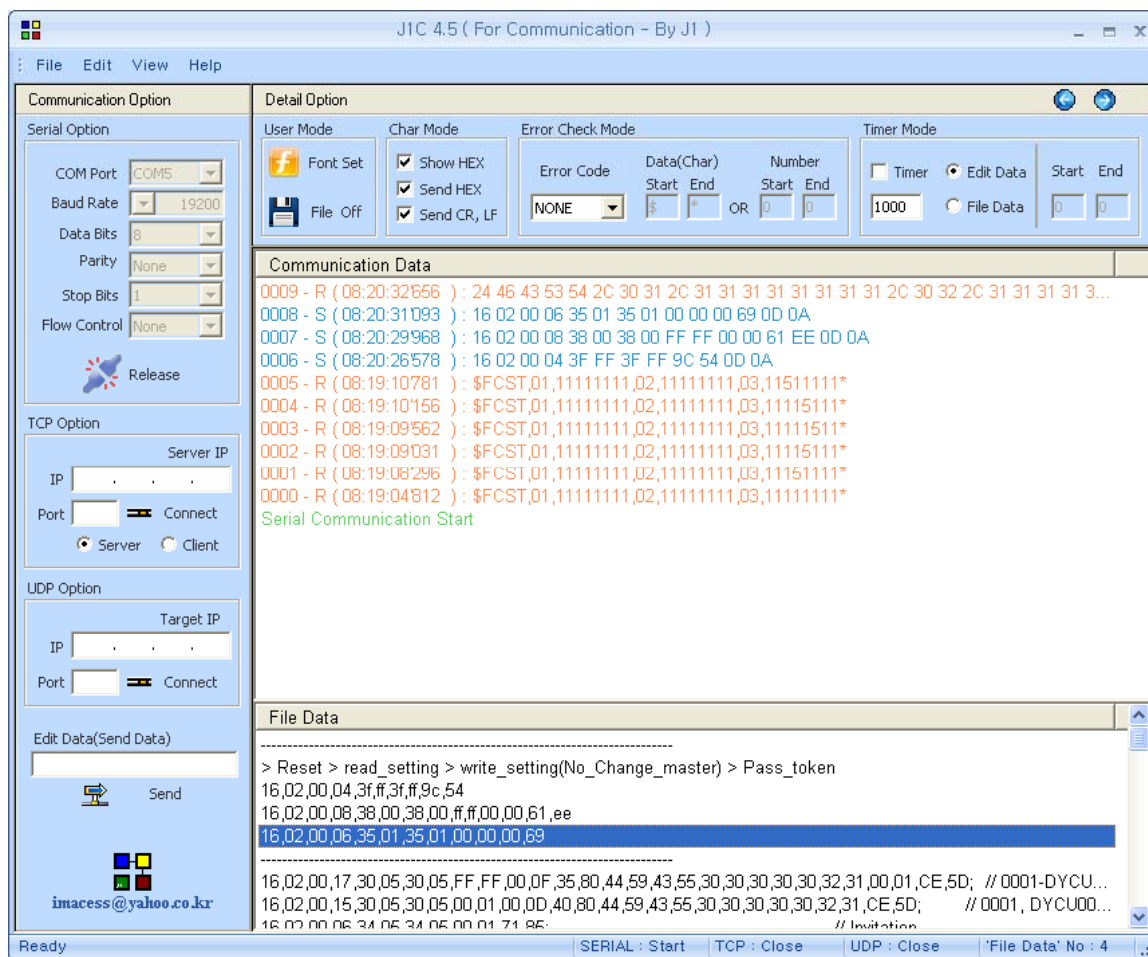 J1C 4.5 ( For Communication - By J1 )
File Edit View Help
Communication Option
Serial Option
COM Port COM5
Baud Rate 19200
Data Bits 8
Parity None
Stop Bits 1
Flow Control None
Release
TCP Option
Server IP
IP . . .
Port Connect
Server Client
UDP Option
Target IP
IP . . .
Port Connect
Edit Data(Send Data)
Send
imacess@yahoo.co.kr
Detail Option
User Mode
Font Set
File Off
Char Mode
Show HEX
Send HEX
Send CR, LF
Error Check Mode
Error Code
NONE
Data(Char)
Start End
$ *
OR
Number
Start End
0 0
Timer Mode
Timer
1000
Edit Data
File Data
Start End
0 0
Communication Data
0009 - R ( 08:20:32'656 ) : 24 46 43 53 54 2C 30 31 2C 31 31 31 31 31 31 31 31 2C 30 32 2C 31 31 31 31 3...
0008 - S ( 08:20:31'093 ) : 16 02 00 06 35 01 35 01 00 00 00 69 0D 0A
0007 - S ( 08:20:29'968 ) : 16 02 00 08 38 00 38 00 FF FF 00 00 61 EE 0D 0A
0006 - S ( 08:20:26'578 ) : 16 02 00 04 3F FF 3F FF 9C 54 0D 0A
0005 - R ( 08:19:10'781 ) : $FCST,01,11111111,02,11111111,03,11511111*
0004 - R ( 08:19:10'156 ) : $FCST,01,11111111,02,11111111,03,11115111*
0003 - R ( 08:19:09'562 ) : $FCST,01,11111111,02,11111111,03,11111511*
0002 - R ( 08:19:09'031 ) : $FCST,01,11111111,02,11111111,03,11115111*
0001 - R ( 08:19:08'296 ) : $FCST,01,11111111,02,11111111,03,11151111*
0000 - R ( 08:19:04'812 ) : $FCST,01,11111111,02,11111111,03,11111111*
Serial Communication Start
File Data
--------------------------------------------------------------------------------
> Reset > read_setting > write_setting(No_Change_master) > Pass_token
16,02,00,04,3f,ff,3f,ff,9c,54
16,02,00,08,38,00,38,00,ff,ff,00,00,61,ee
16,02,00,06,35,01,35,01,00,00,00,69
--------------------------------------------------------------------------------
16,02,00,17,30,05,30,05,FF,FF,00,0F,35,80,44,59,43,55,30,30,30,30,30,32,31,00,01,CE,5D; // 0001-DYCU...
16,02,00,15,30,05,30,05,00,01,00,0D,40,80,44,59,43,55,30,30,30,30,30,32,31,CE,5D; // 0001, DYCU00...
16,02,00,06,34,05,34,05,00,01,71,85; // Invitation
Ready
SERIAL : Start
TCP : Close
UDP : Close
'File Data' No : 4